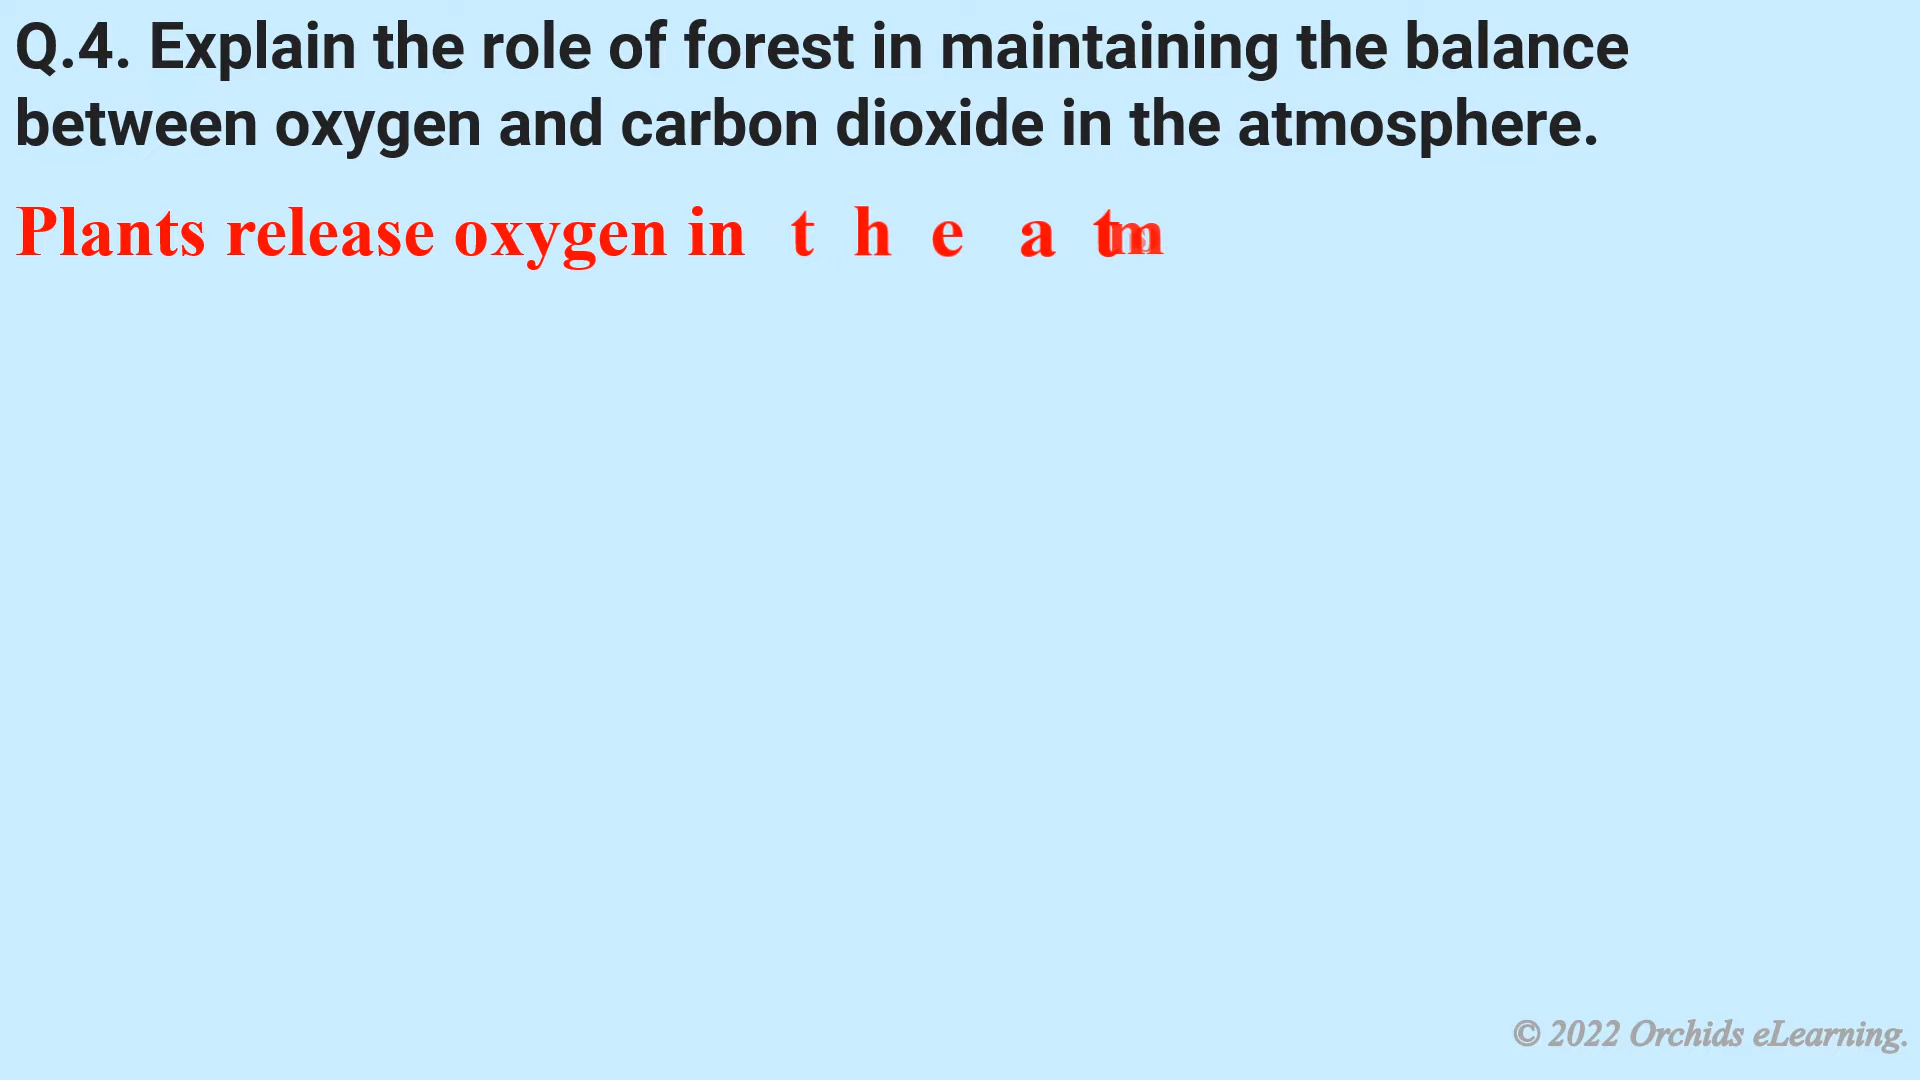 Q.4. Explain the role of forest in maintaining the balance
between oxygen and carbon dioxide in the atmosphere.
Plants release oxygen in t h e a t m
© 2022 Orchids eLearning.